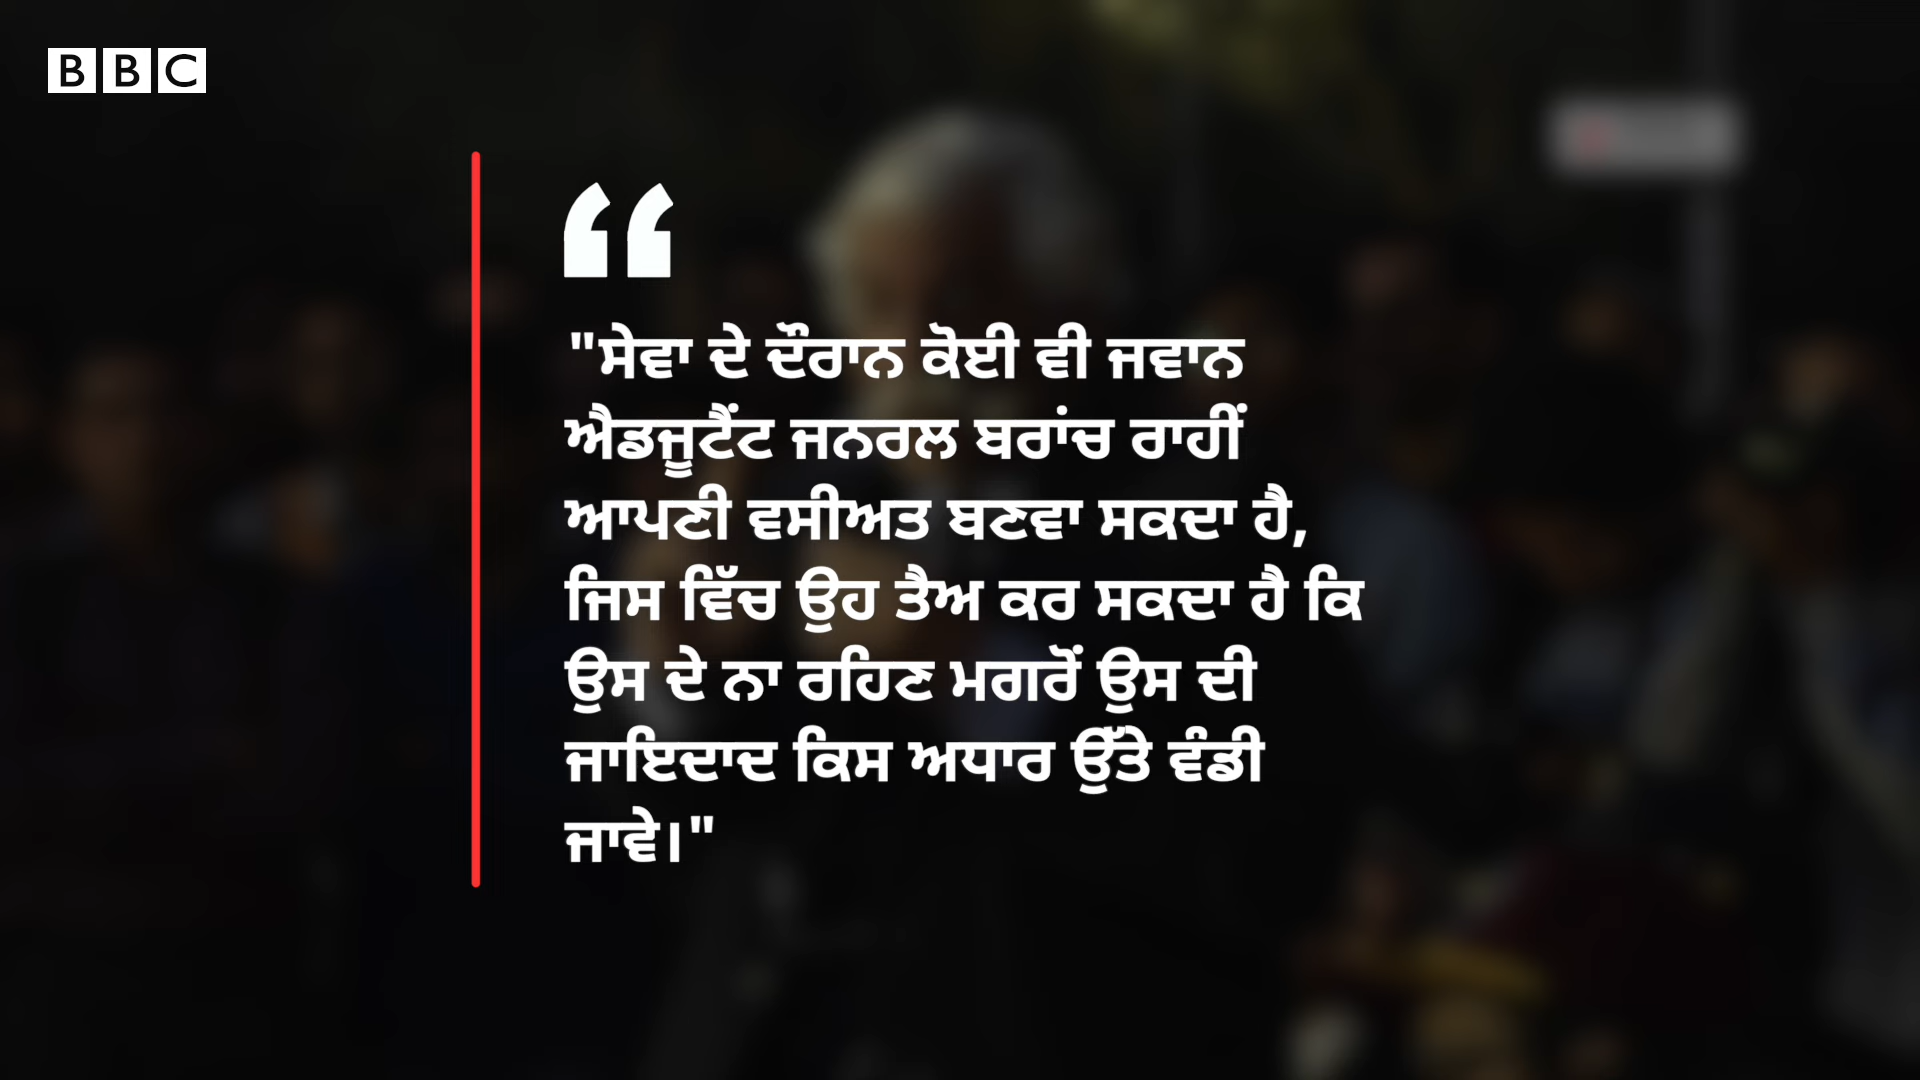 BBC
"ਸੇਵਾ ਦੇ ਦੌਰਾਨ ਕੋਈ ਵੀ ਜਵਾਨ
ਐਡਜੂਟੈਂਟ ਜਨਰਲ ਬਰਾਂਚ ਰਾਹੀਂ
ਆਪਣੀ ਵਸੀਅਤ ਬਣਵਾ ਸਕਦਾ ਹੈ,
ਜਿਸ ਵਿੱਚ ਉਹ ਤੈਅ ਕਰ ਸਕਦਾ ਹੈ ਕਿ
ਉਸ ਦੇ ਨਾ ਰਹਿਣ ਮਗਰੋਂ ਉਸ ਦੀ
ਜਾਇਦਾਦ ਕਿਸ ਅਧਾਰ ਉੱਤੇ ਵੰਡੀ
ਜਾਵੇ।"